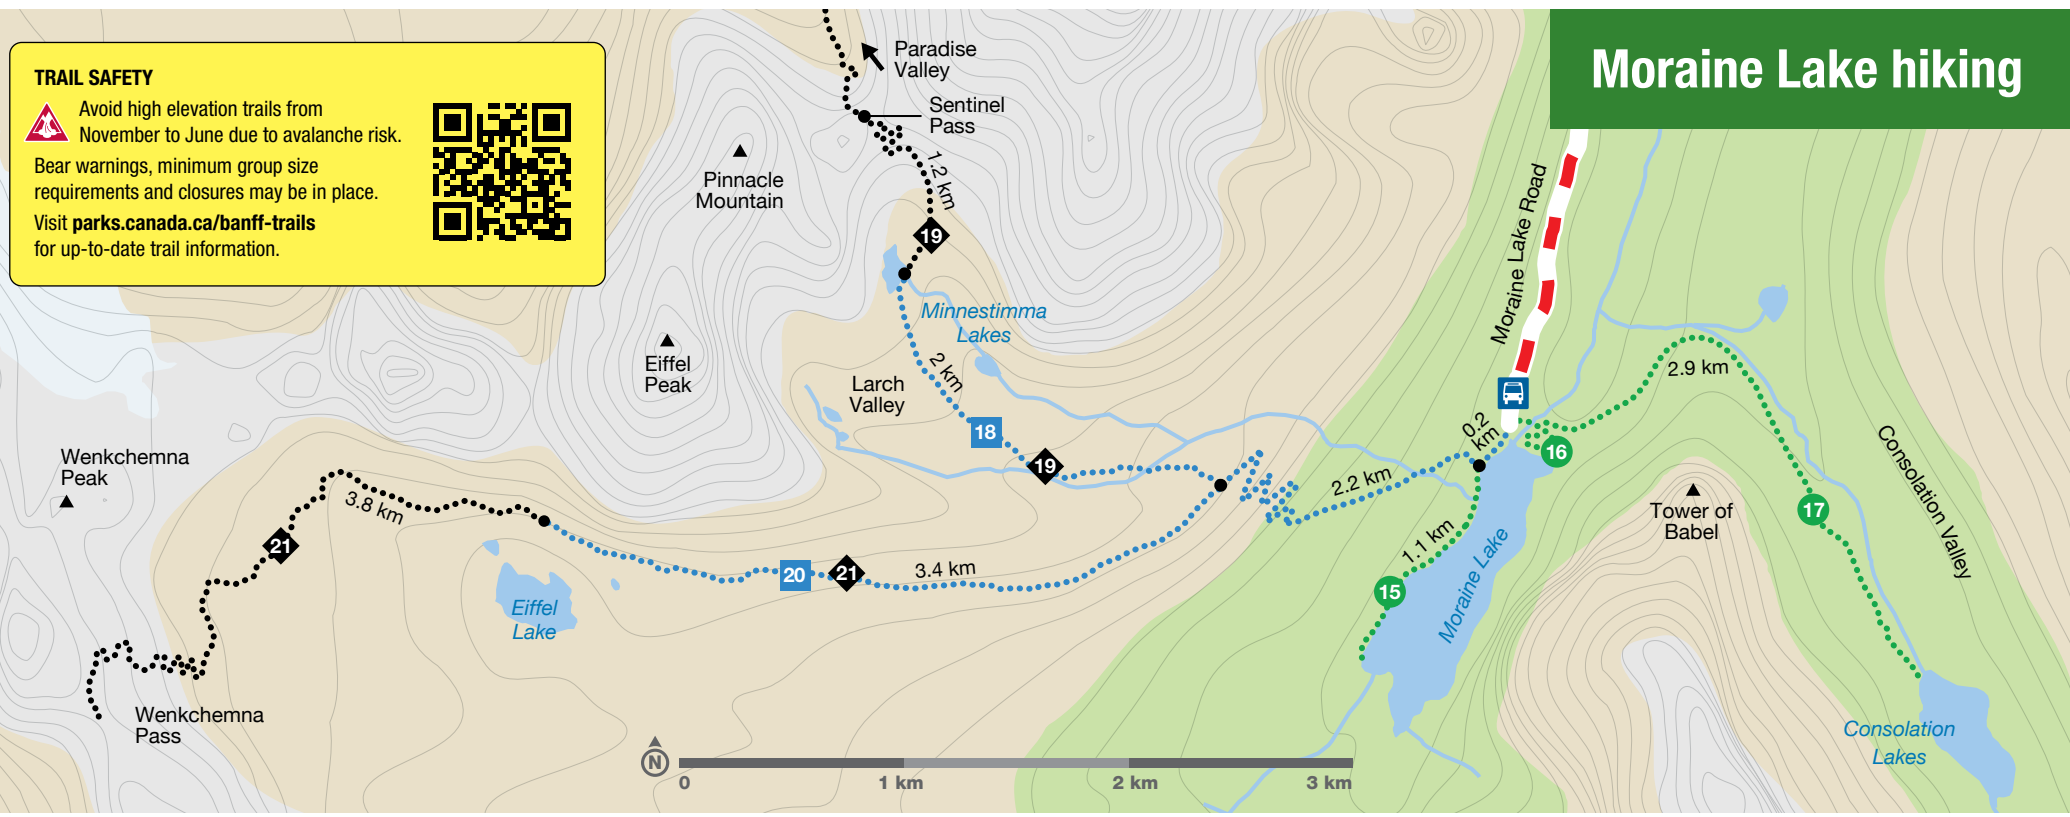 Moraine Lake hiking
TRAIL SAFETY
Avoid high elevation trails from
November to June due to avalanche risk.
Bear warnings, minimum group size
requirements and closures may be in place.
Visit parks.canada.ca/banff-trails
for up-to-date trail information.
Paradise
Valley
Sentinel
Pass
1.2 km
Pinnacle
Mountain
19
Minnestimma
Lakes
Eiffel
Peak
2 km
Larch
Valley
18
19
Moraine Lake Road
0.2
km
2.9 km
16
Consolation Valley
Wenkchemna
Peak
3.8 km
21
2.2 km
Tower of
Babel
17
20
21
3.4 km
1.1 km
15
Moraine Lake
Eiffel
Lake
Wenkchemna
Pass
Consolation
Lakes
N
0
1 km
2 km
3 km